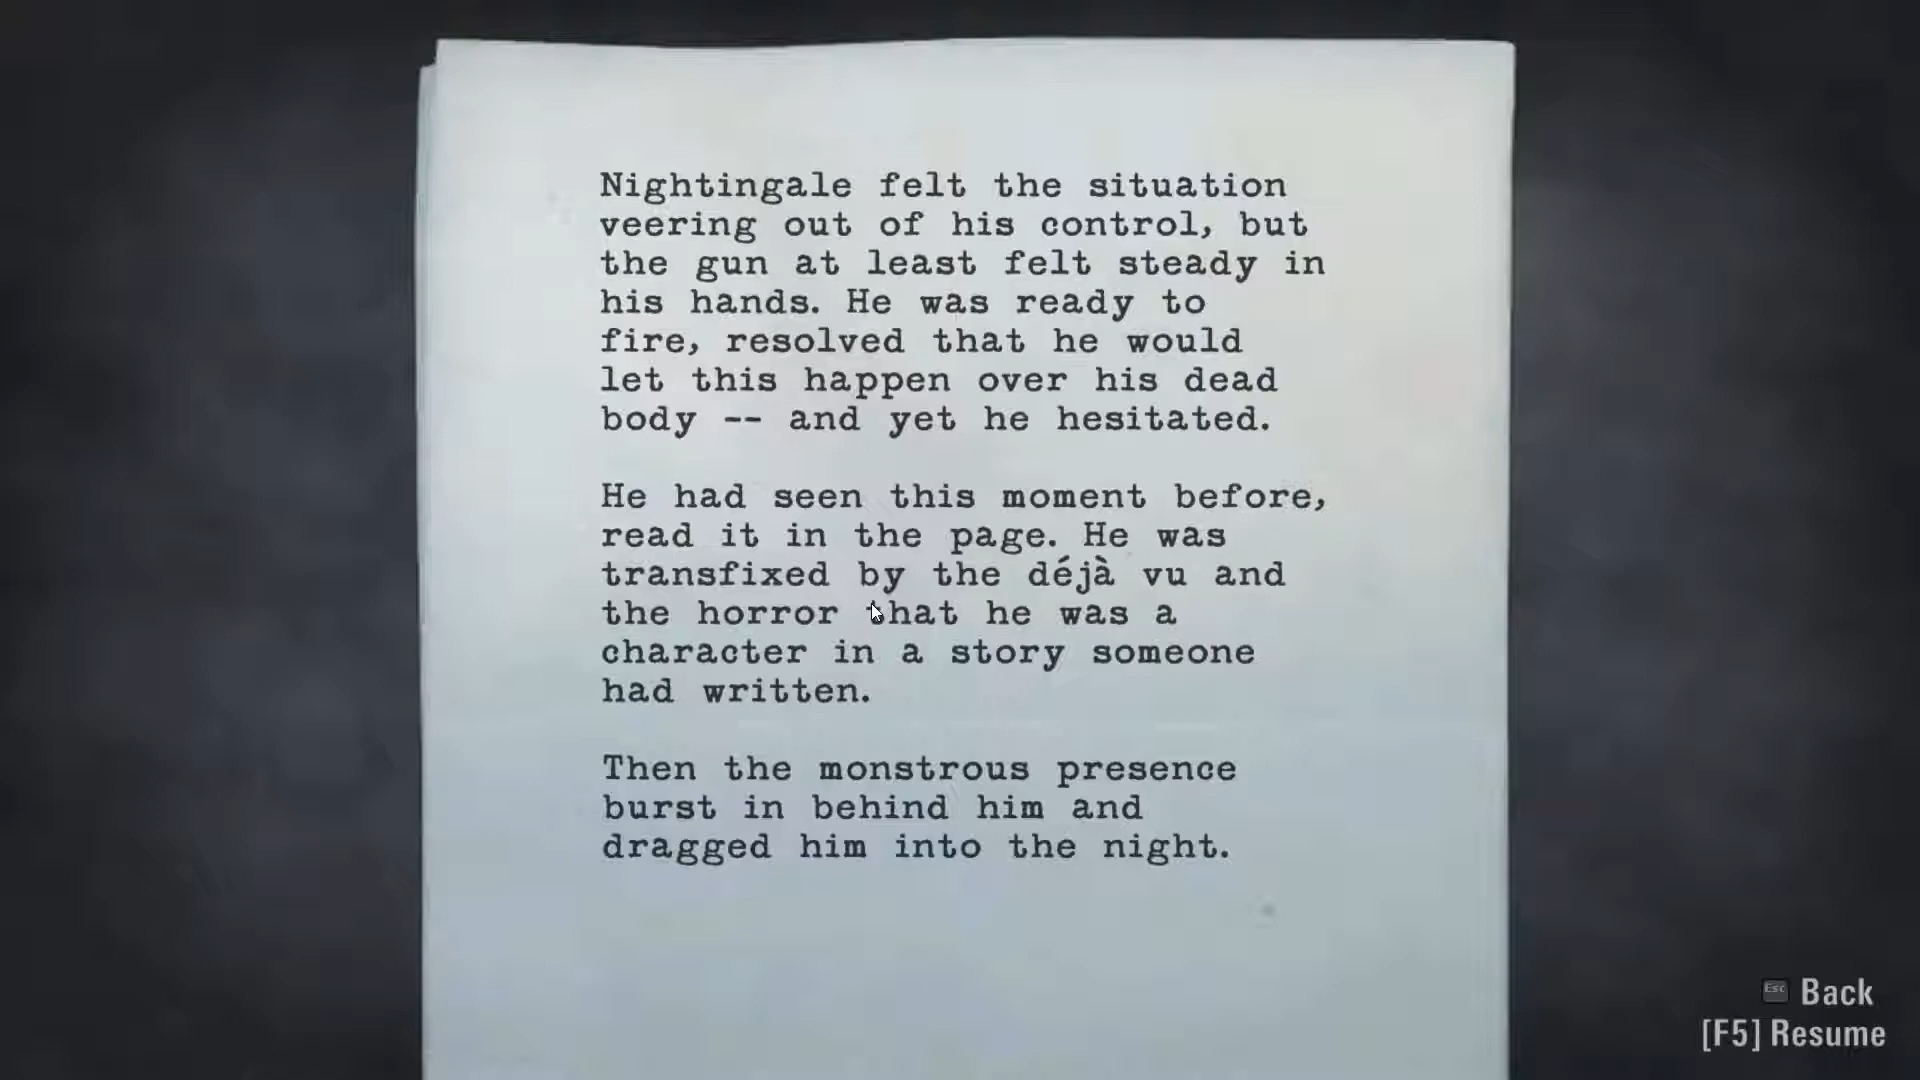 Nightingale felt the situation
veering out of his control, but
the gun at least felt steady in
his hands. He was ready to
fire, resolved that he would
let this happen over his dead
body -- and yet he hesitated.
He had seen this moment before,
read it in the page. He was
transfixed by the déjà vu and
the horror that he was a
character in a story someone
had written.
Then the monstrous presence
burst in behind him and
dragged him into the night.
Esc Back
[F5] Resume